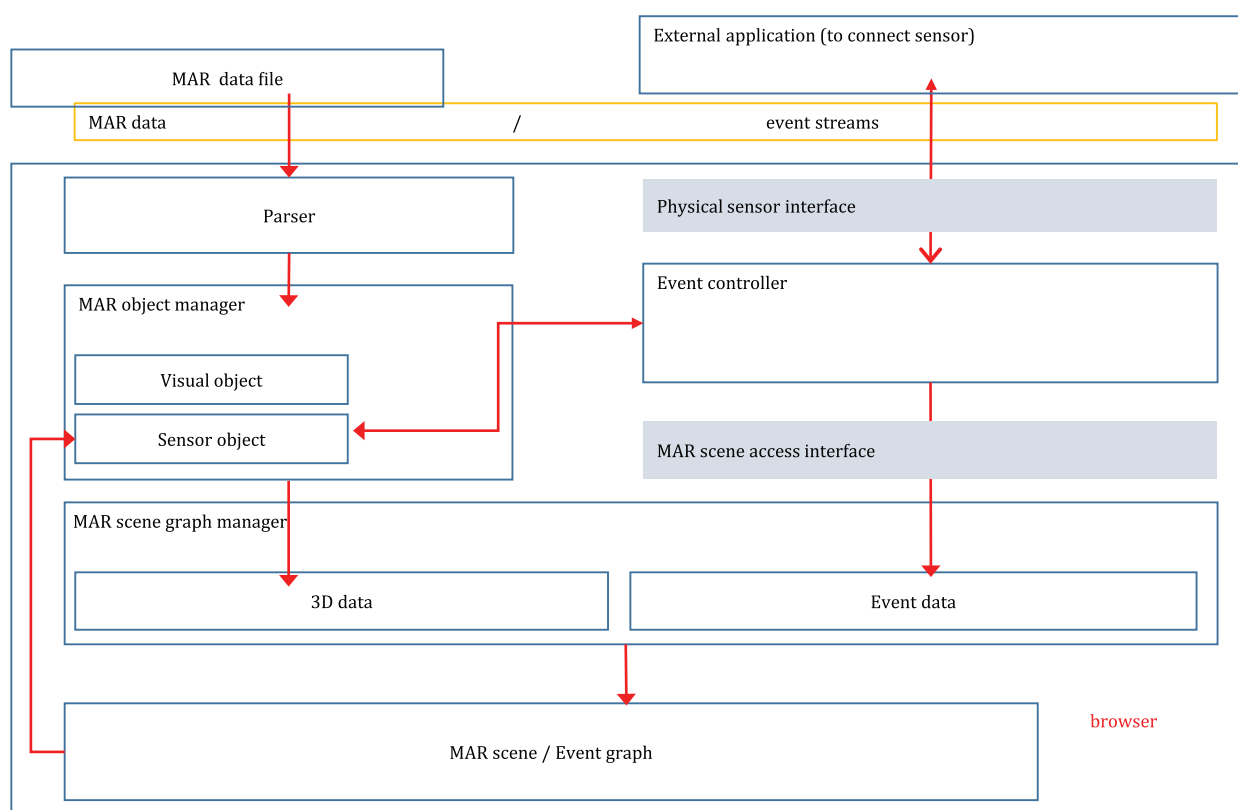 External application (to connect sensor)
MAR data file
MAR data / event streams
Parser
Physical sensor interface
MAR object manager
Event controller
Visual object
Sensor object
MAR scene access interface
MAR scene graph manager
3D data
Event data
browser
MAR scene / Event graph